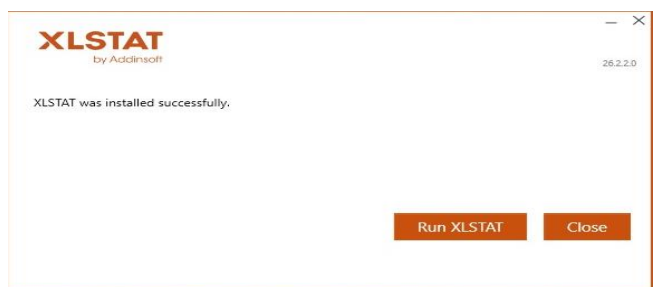 XLSTAT
by Addinsoft
26.2.2.0
XLSTAT was installed successfully.
Run XLSTAT
Close